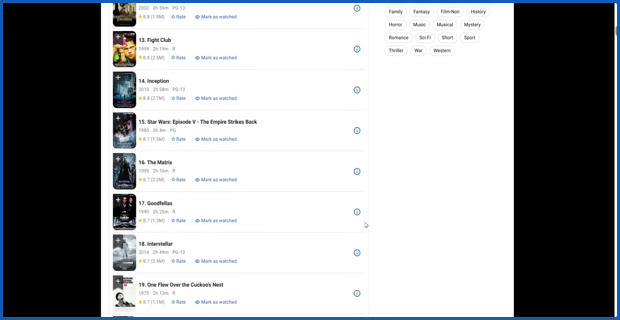 2002 2h 59m PG-13
8.8 (1.9M) Rate Mark as watched
Family Fantasy Film-Noir History
Horror Music Musical Mystery
Romance Sci-Fi Short Sport
Thriller War Western
13. Fight Club
1999 2h 19m R
8.8 (2.5M) Rate Mark as watched
14. Inception
2010 2h 28m PG-13
8.8 (2.7M) Rate Mark as watched
15. Star Wars: Episode V - The Empire Strikes Back
1980 2h 4m PG
8.7 (1.5M) Rate Mark as watched
16. The Matrix
1999 2h 16m R
8.7 (2.2M) Rate Mark as watched
17. Goodfellas
1990 2h 25m R
8.7 (1.3M) Rate Mark as watched
18. Interstellar
2014 2h 49m PG-13
8.7 (2.4M) Rate Mark as watched
19. One Flew Over the Cuckoo's Nest
1975 2h 13m R
8.7 (1.1M) Rate Mark as watched